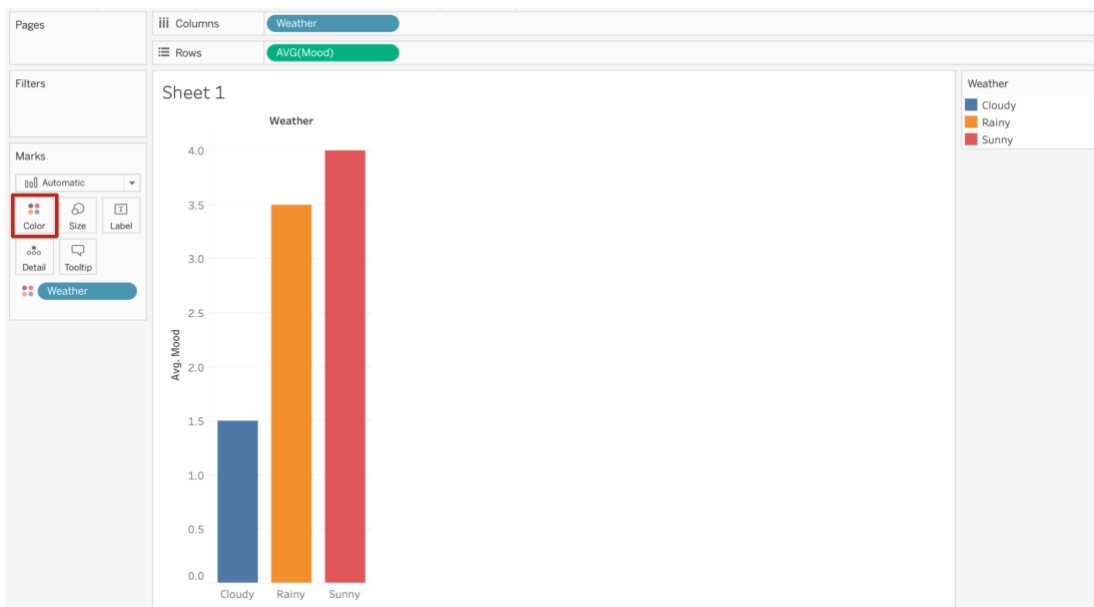 Pages
Columns
Weather
Rows
AVG(Mood)
Filters
Marks
Automatic
Color
Size
T
Label
Detail
Tooltip
Weather
Sheet 1
Weather
4.0
3.5
3.0
2.5
2.0
1.5
1.0
0.5
0.0
Avg. Mood
Cloudy
Rainy
Sunny
Weather
Cloudy
Rainy
Sunny